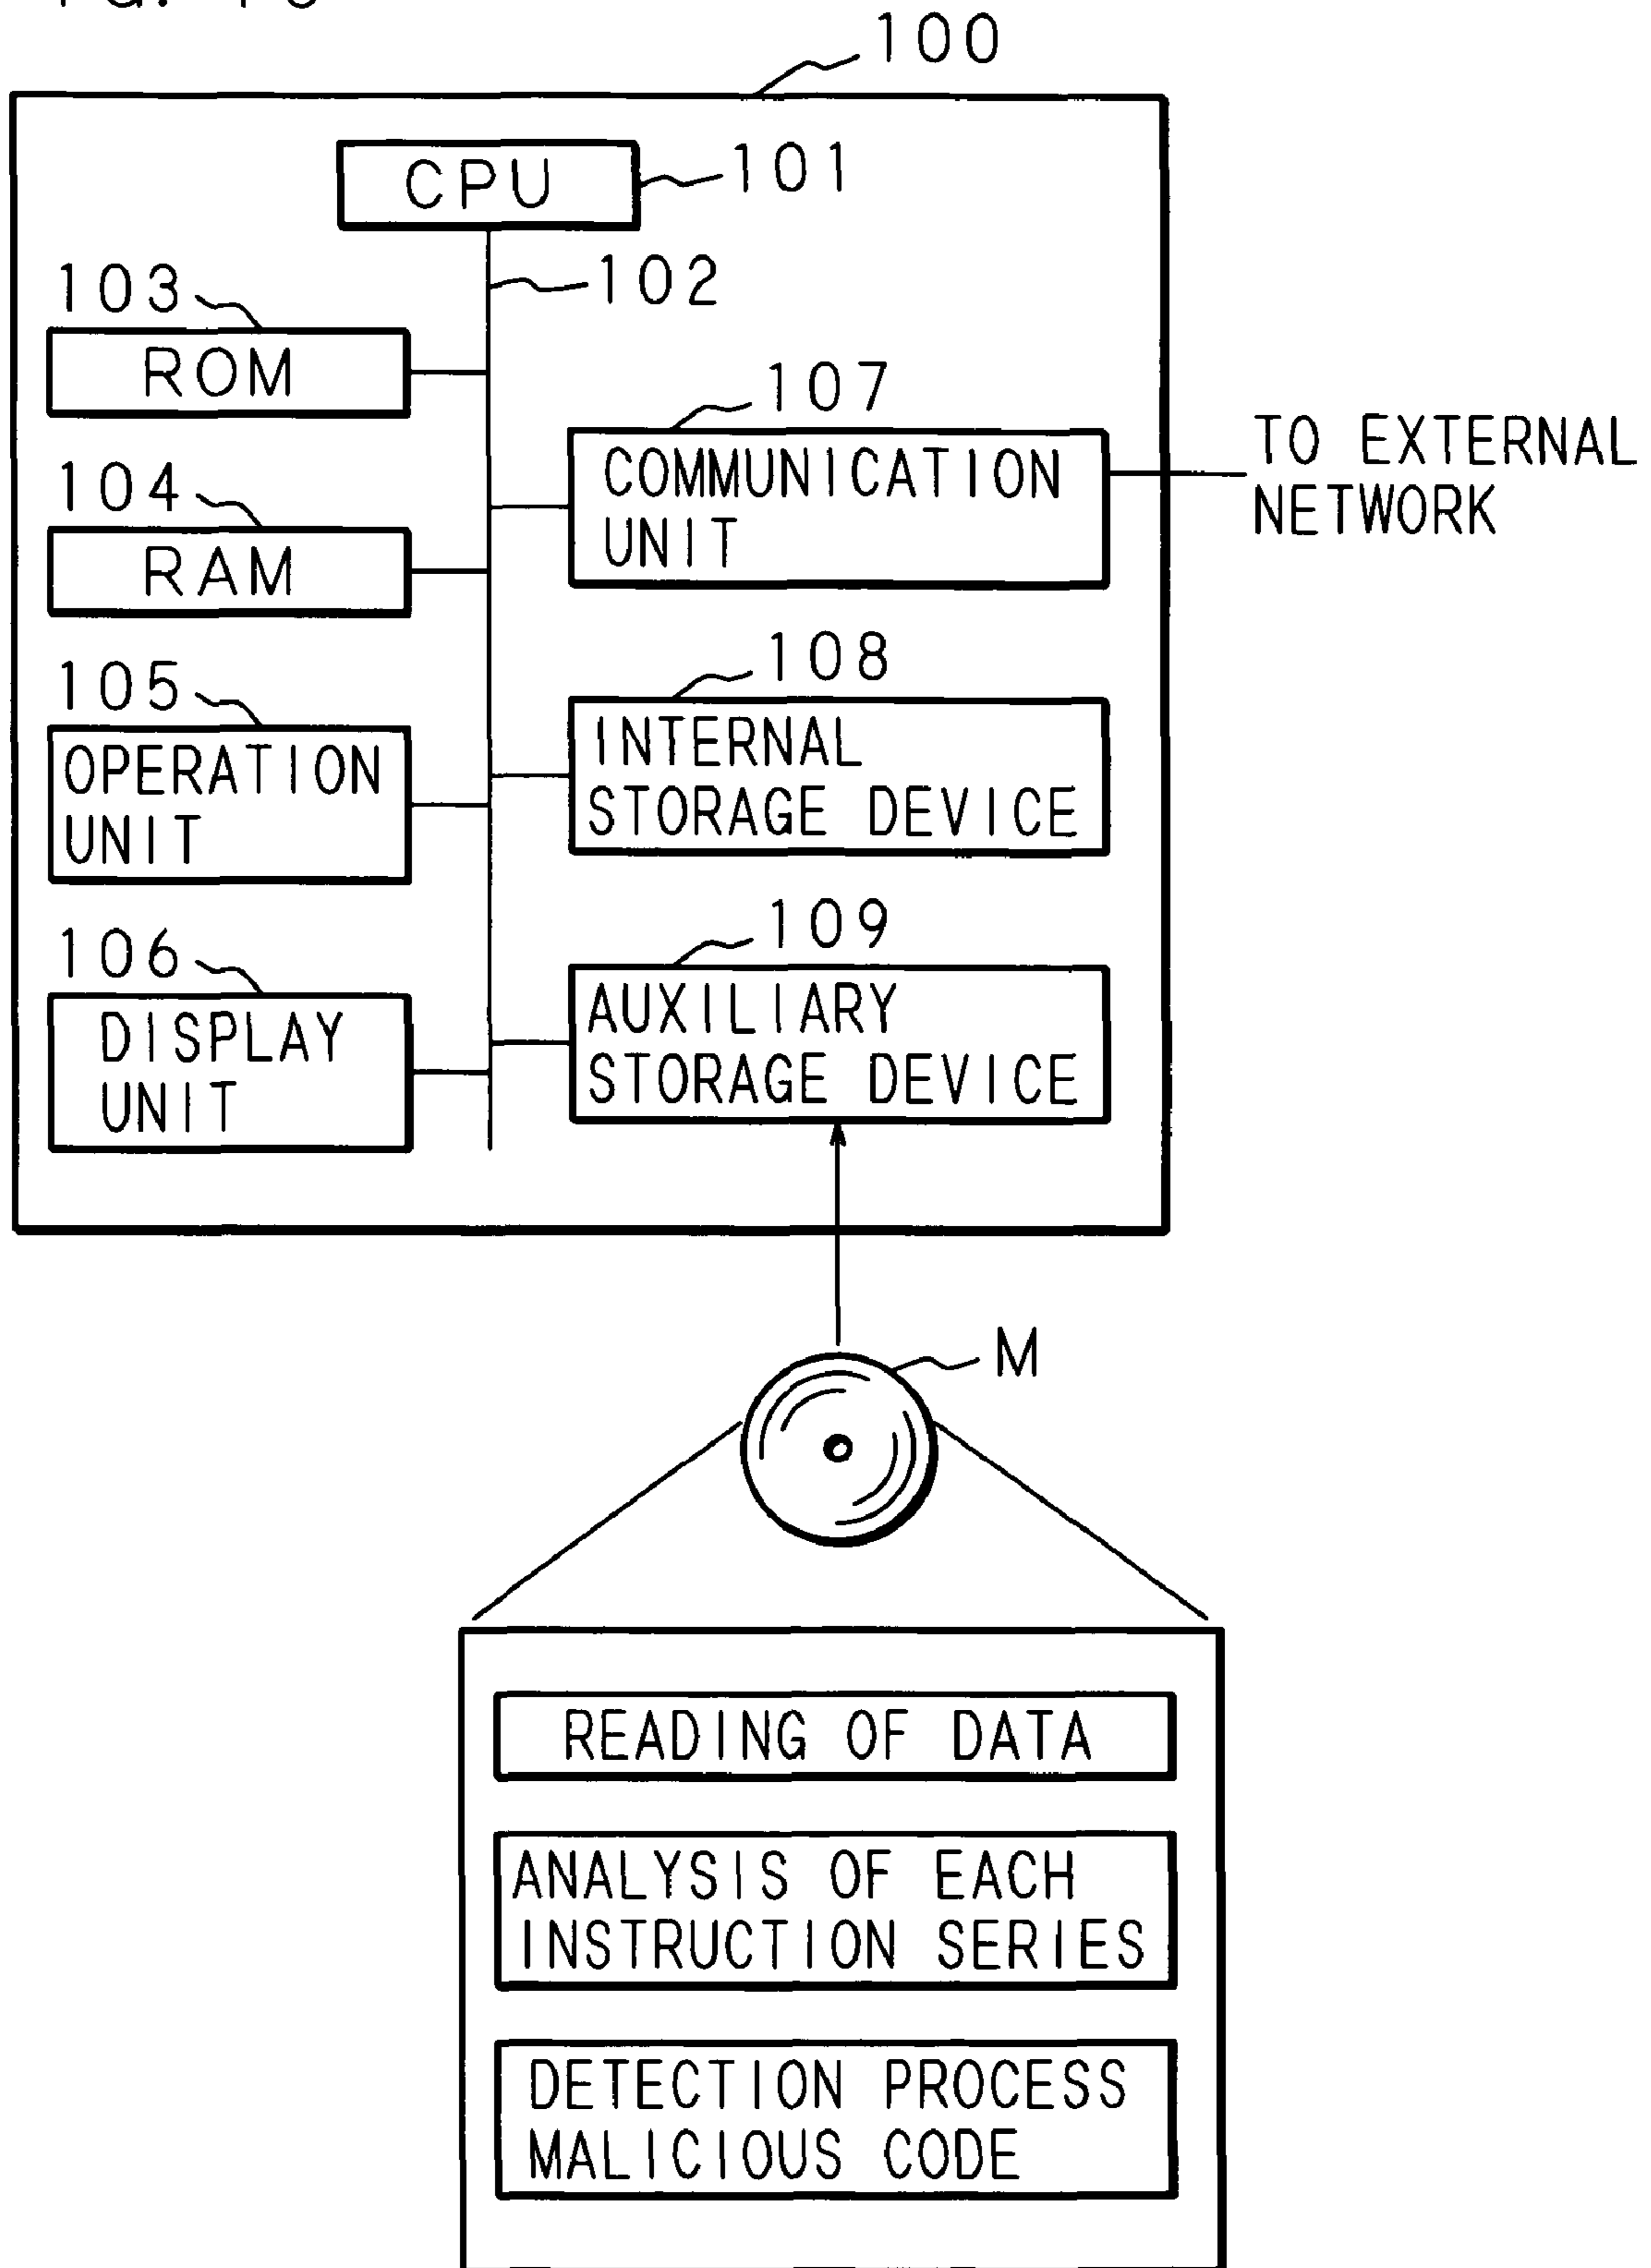 100
CPU
101
102
103
ROM
107
COMMUNICATION
UNIT
TO EXTERNAL
NETWORK
104
RAM
108
INTERNAL
STORAGE DEVICE
105
OPERATION
UNIT
109
AUXILIARY
STORAGE DEVICE
106
DISPLAY
UNIT
M
READING OF DATA
ANALYSIS OF EACH
INSTRUCTION SERIES
DETECTION PROCESS
MALICIOUS CODE